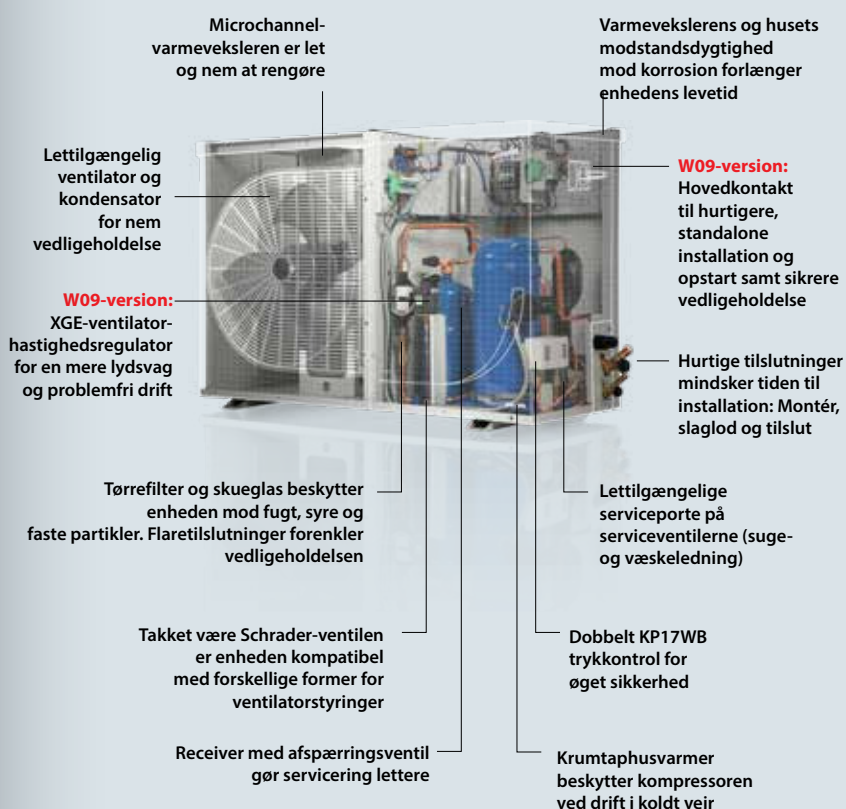 Microchannel-
varmeveksleren er let
og nem at rengøre
Varmevekslerens og husets
modstandsdygtighed
mod korrosion forlænger
enhedens levetid
Lettilgængelig
ventilator og
kondensator
for nem
vedligeholdelse
W09-version:
Hovedkontakt
til hurtigere,
standalone
installation og
opstart samt sikrere
vedligeholdelse
W09-version:
XGE-ventilator-
hastighedsregulator
for en mere lydsvag
og problemfri drift
Hurtige tilslutninger
mindsker tiden til
installation: Montér,
slaglod og tilslut
Tørrefilter og skueglas beskytter
enheden mod fugt, syre og
faste partikler. Flaretilslutninger forenkler
vedligeholdelsen
Lettilgængelige
serviceporte på
serviceventilerne (suge-
og væskeledning)
Takket være Schrader-ventilen
er enheden kompatibel
med forskellige former for
ventilatorstyringer
Dobbelt KP17WB
trykkontrol for
øget sikkerhed
Receiver med afspærringsventil
gør servicering lettere
Krumtaphusvarmer
beskytter kompressoren
ved drift i koldt vejr